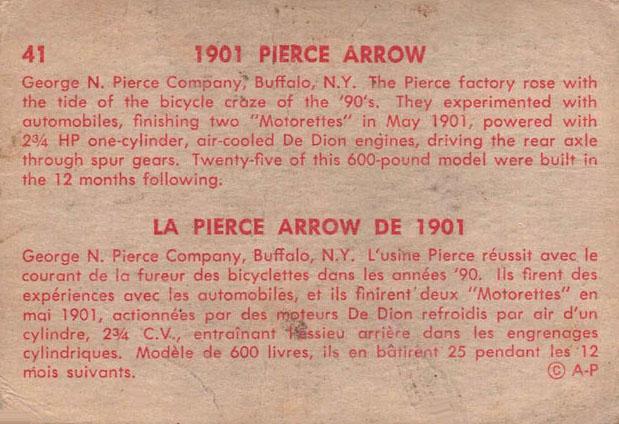 41 1901 PIERCE ARROW
George N. Pierce Company, Buffalo, N.Y. The Pierce factory rose with
the tide of the bicycle craze of the '90's. They experimented with
automobiles, finishing two "Motorettes" in May 1901, powered with
2¾ HP one-cylinder, air-cooled De Dion engines, driving the rear axle
through spur gears. Twenty-five of this 600-pound model were built in
the 12 months following.
LA PIERCE ARROW DE 1901
George N. Pierce Company, Buffalo, N.Y. L'usine Pierce réussit avec le
courant de la fureur des bicyclettes dans les années '90. Ils firent des
expériences avec les automobiles, et ils finirent deux "Motorettes" en
mai 1901, actionnées par des moteurs De Dion refroidis par air d'un
cylindre, 2¾ C.V., entraînant l'essieu arrière dans les engrenages
cylindriques. Modèle de 600 livres, ils en bâtirent 25 pendant les 12
mois suivants. © A-P